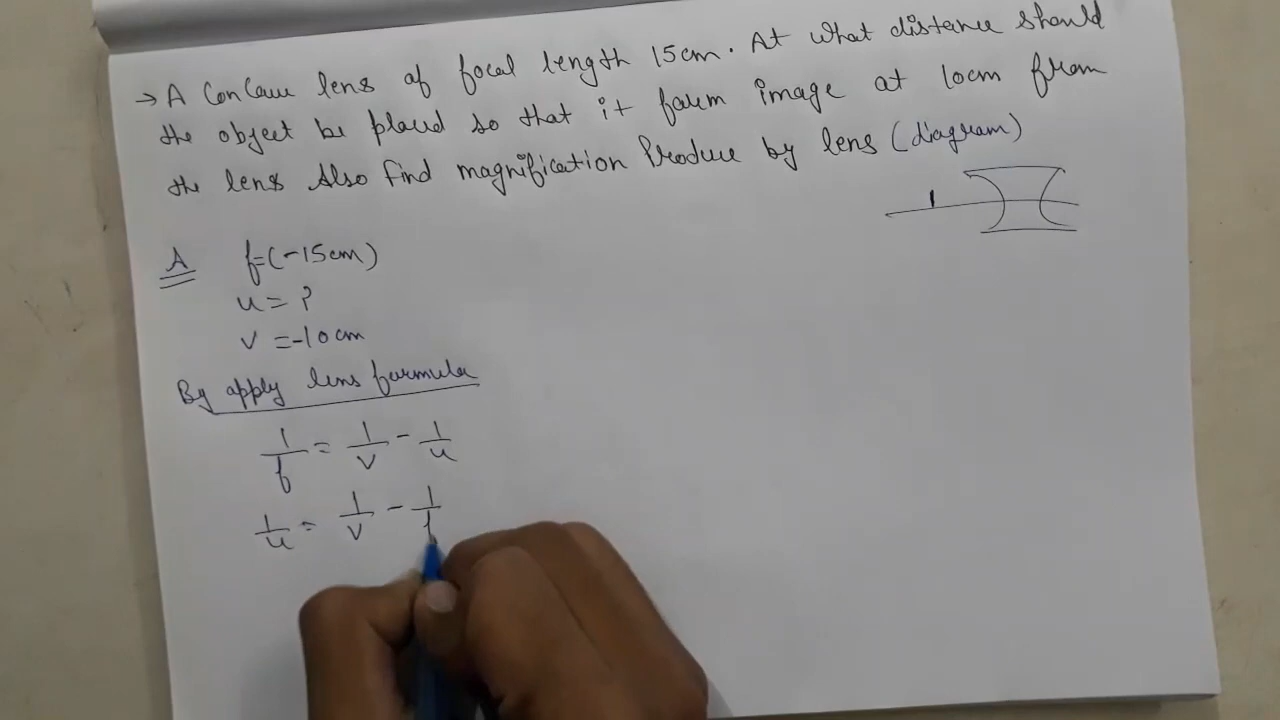 → A Concave lens of focal length 15cm. At what distance should
the object be placed so that it form image at 10cm from
the lens Also find magnification Produce by lens (diagram)
A f=(-15cm)
u = ?
v = -10cm
By apply lens formula
1/f = 1/v - 1/u
1/u = 1/v - 1/f